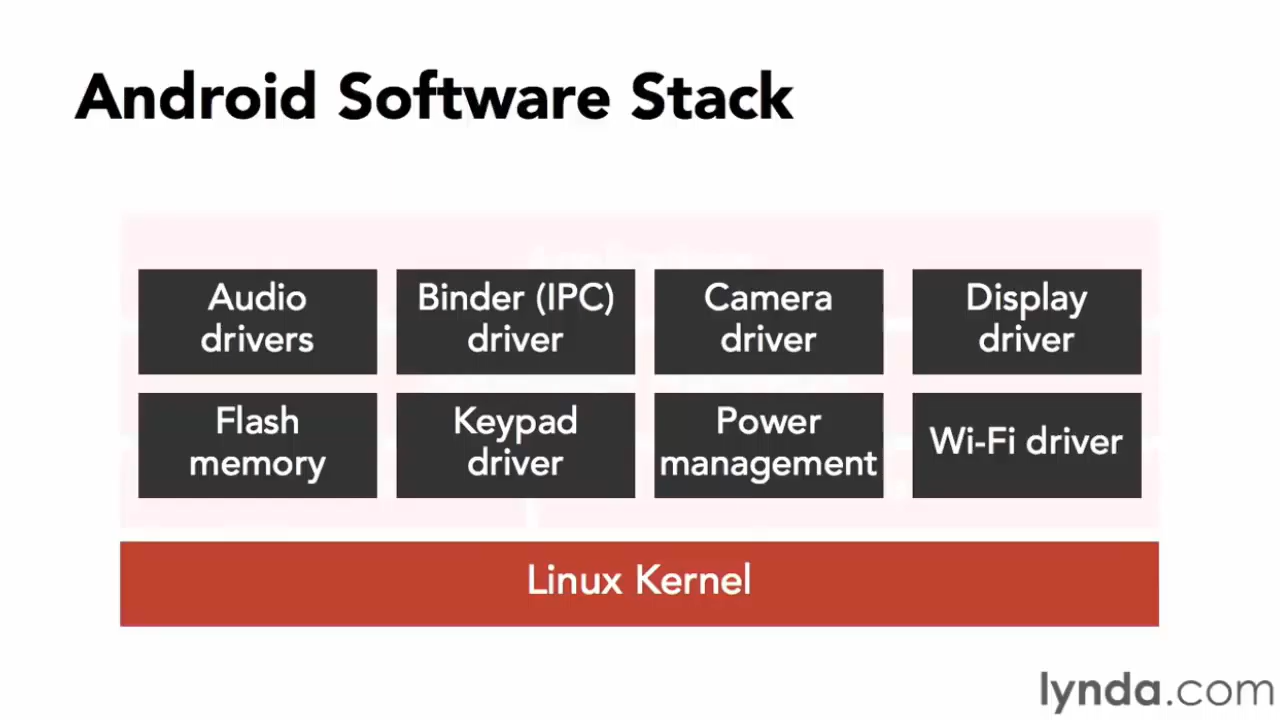 Android Software Stack
Audio drivers
Binder (IPC) driver
Camera driver
Display driver
Flash memory
Keypad driver
Power management
Wi-Fi driver
Linux Kernel
lynda.com